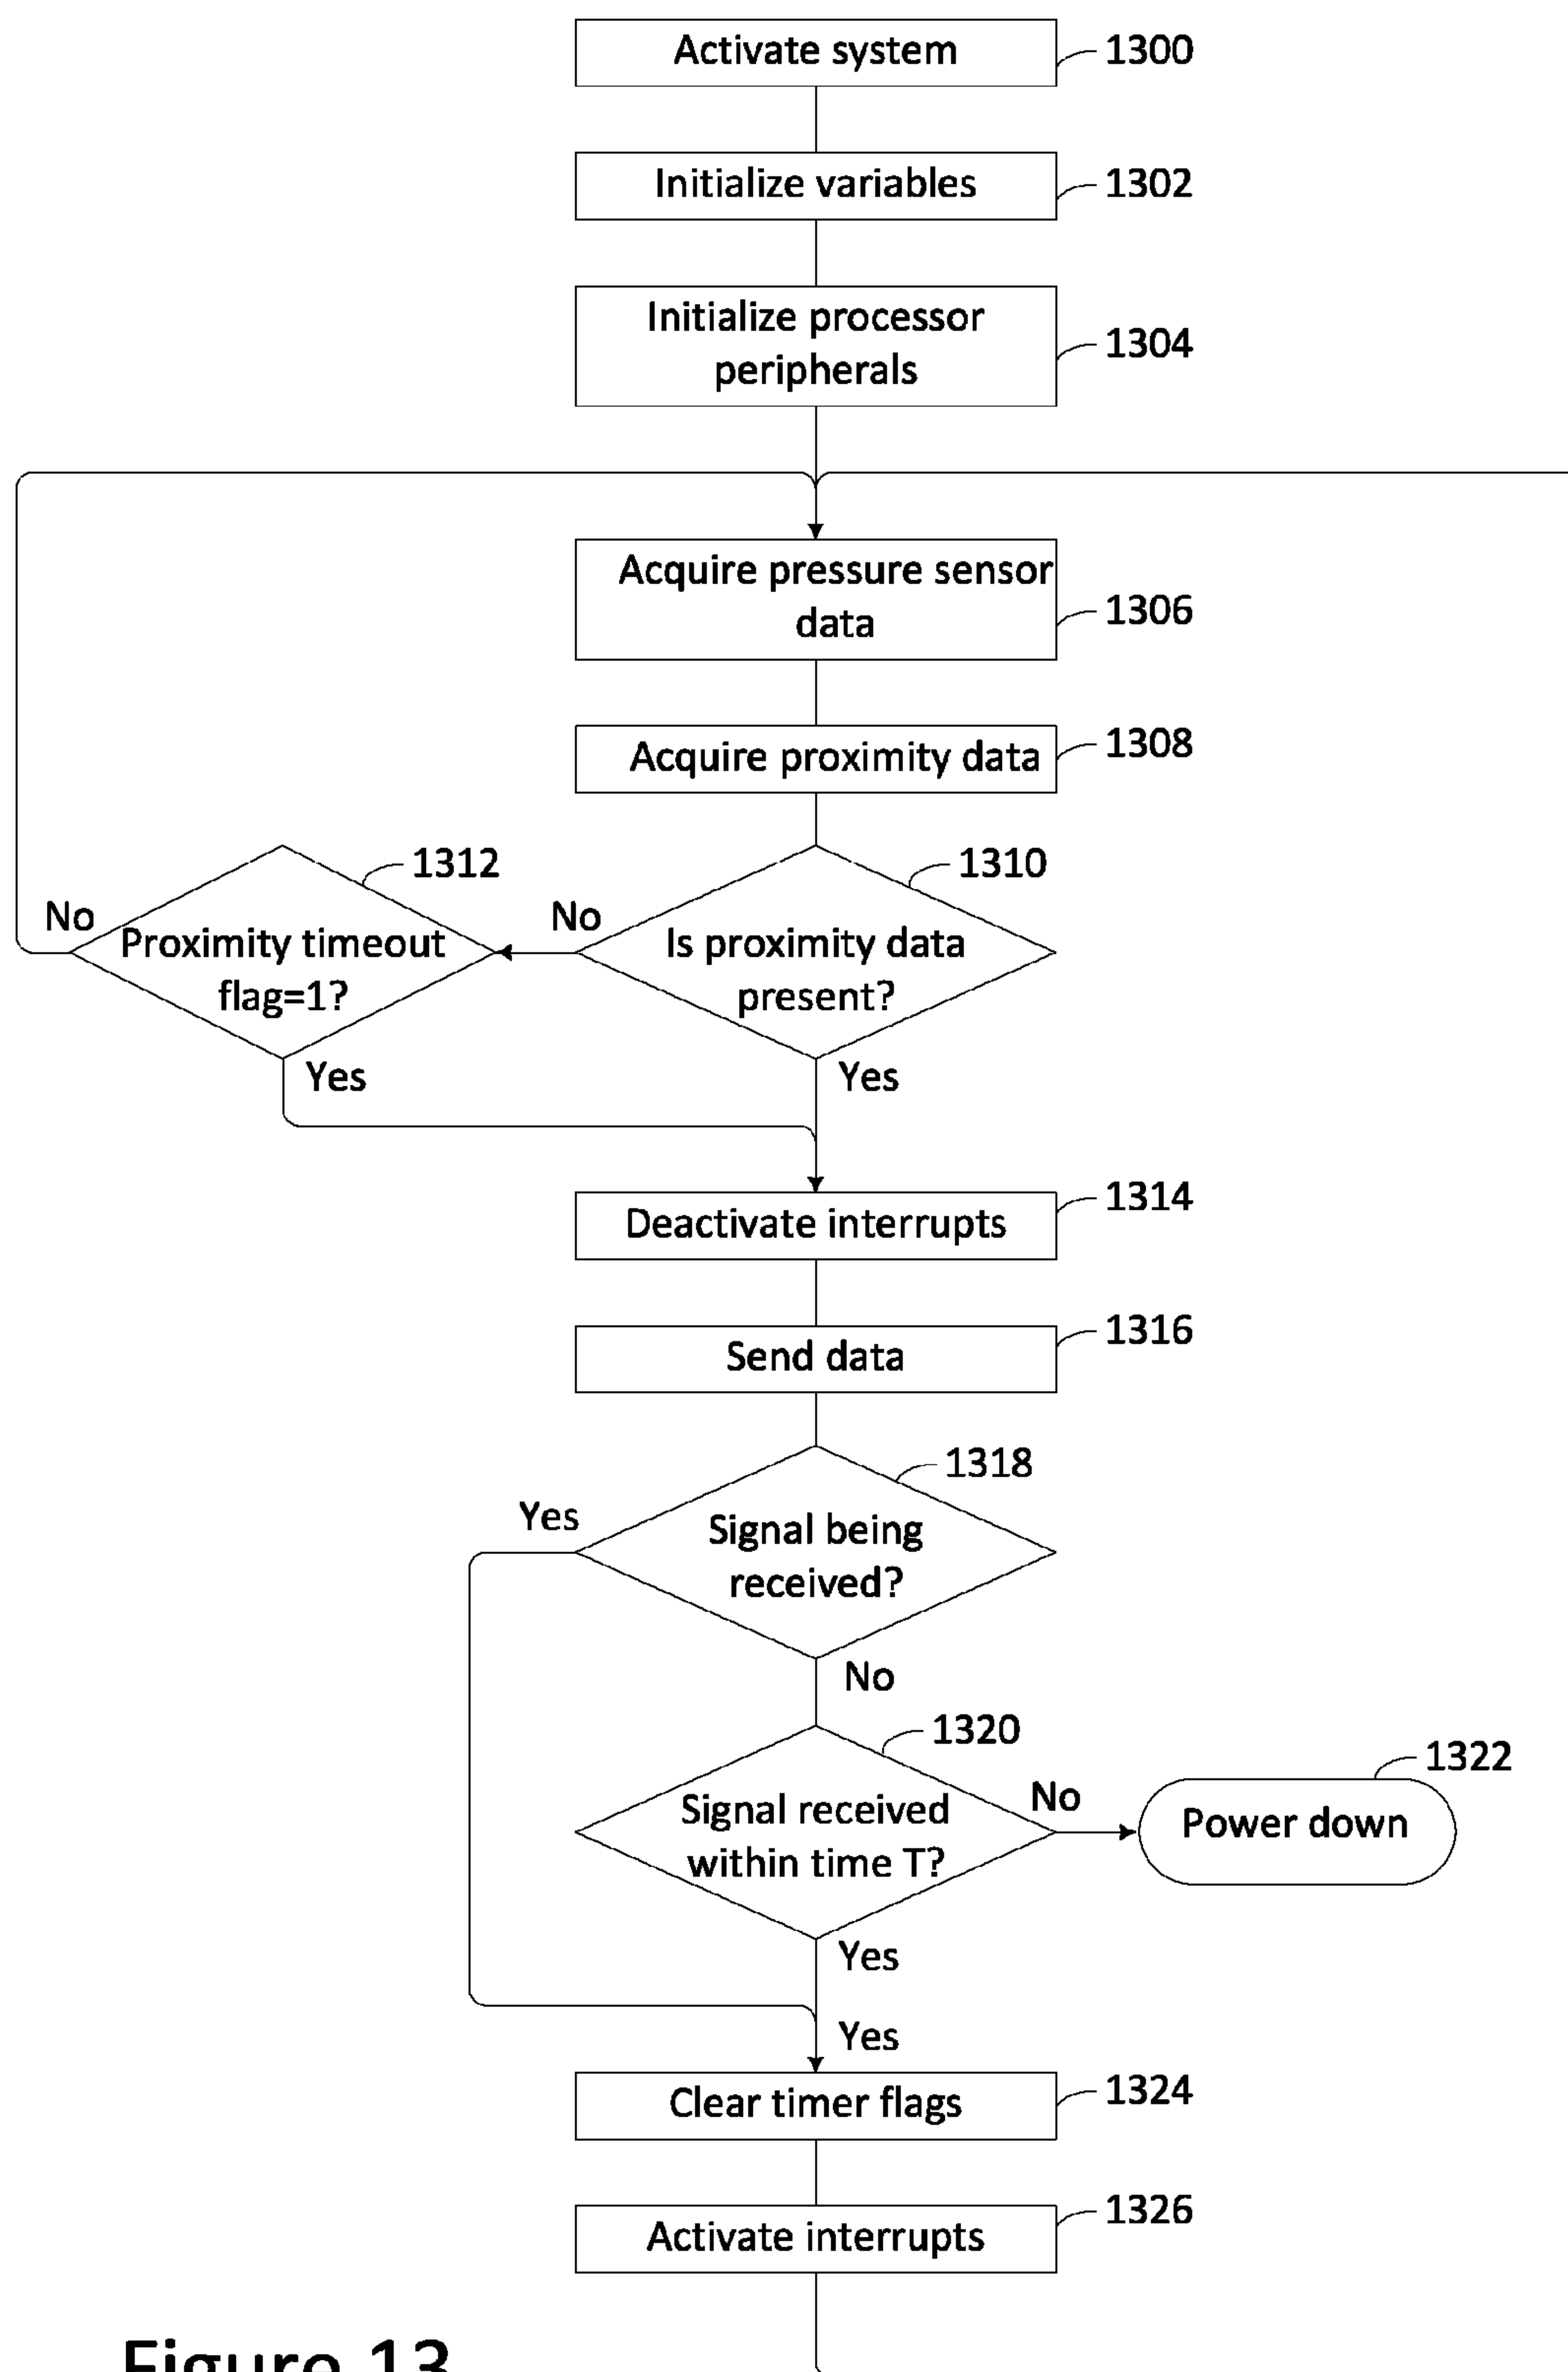 Activate system
1300
Initialize variables
1302
Initialize processor
peripherals
1304
Acquire pressure sensor
data
1306
Acquire proximity data
1308
1312
1310
No
Proximity timeout
flag=1?
No
Is proximity data
present?
Yes
Yes
Deactivate interrupts
1314
Send data
1316
1318
Yes
Signal being
received?
No
1320
1322
Signal received
within time T?
No
Power down
Yes
Yes
Clear timer flags
1324
Activate interrupts
1326
Figure 13